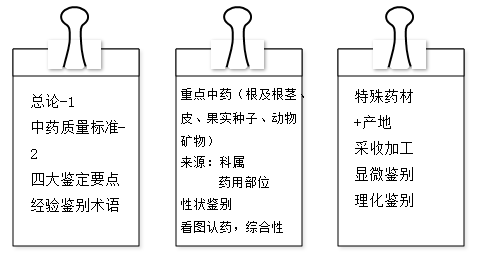 总论-1
中药质量标准-
2
四大鉴定要点
经验鉴别术语
重点中药（根及根茎、
皮、果实种子、动物
矿物）
来源：科属
药用部位
性状鉴别
看图认药，综合性
特殊药材
+产地
采收加工
显微鉴别
理化鉴别